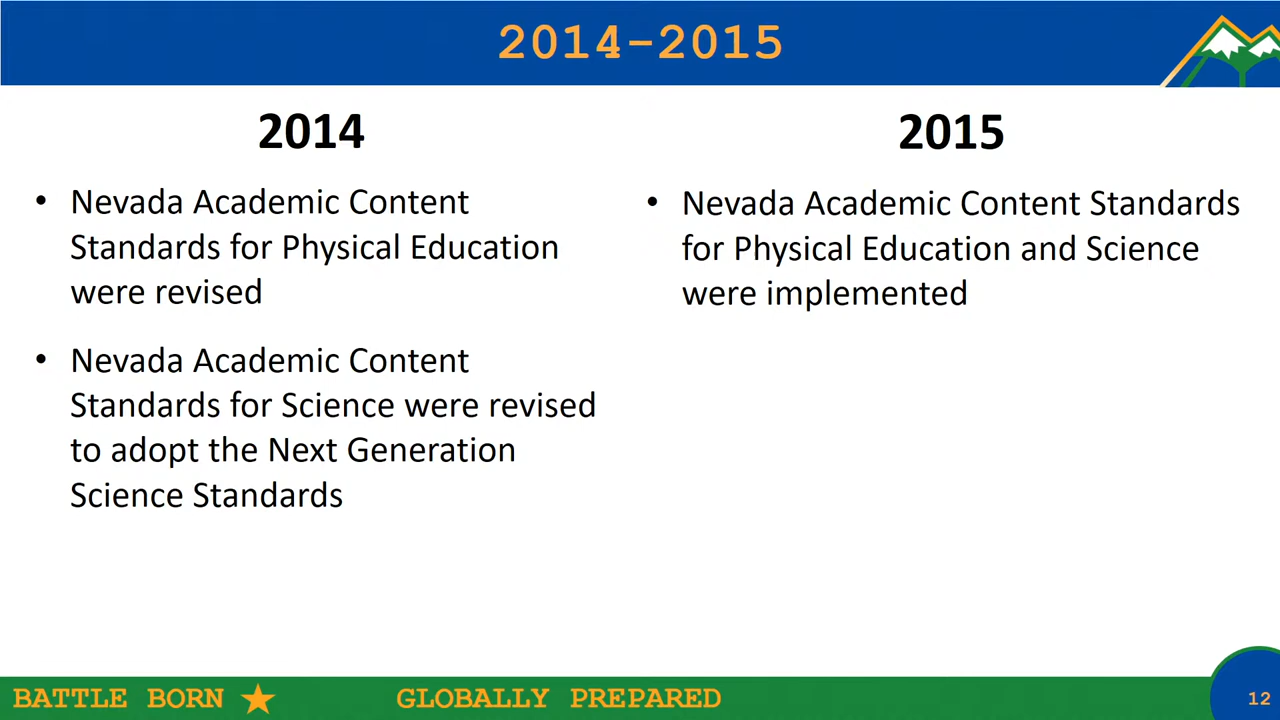 2014-2015
2014
• Nevada Academic Content
Standards for Physical Education
were revised
• Nevada Academic Content
Standards for Science were revised
to adopt the Next Generation
Science Standards
2015
• Nevada Academic Content Standards
for Physical Education and Science
were implemented
BATTLE BORN GLOBALLY PREPARED
12